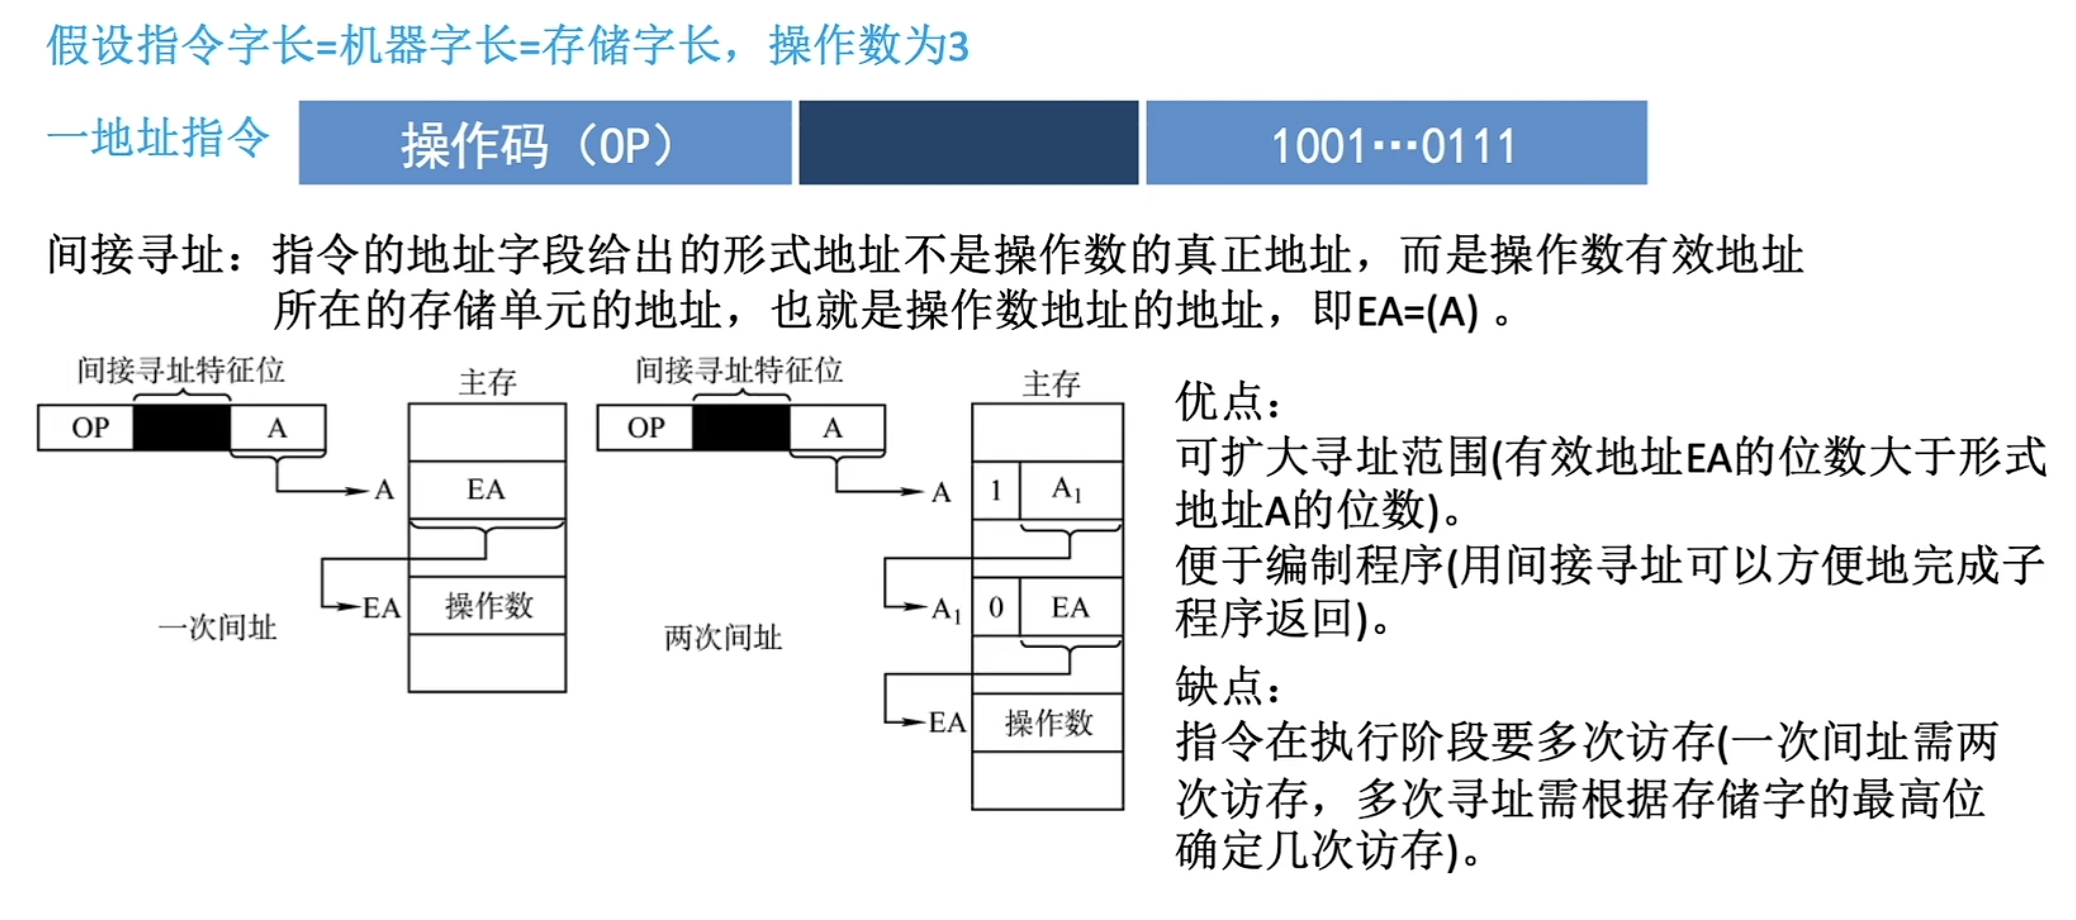 假设指令字长=机器字长=存储字长，操作数为3
一地址指令 操作码（OP） 1001…0111
间接寻址：指令的地址字段给出的形式地址不是操作数的真正地址，而是操作数有效地址
所在的存储单元的地址，也就是操作数地址的地址，即EA=(A) 。
间接寻址特征位
主存
OP A
A EA
EA 操作数
一次间址
间接寻址特征位
主存
OP A
A 1 A₁
A₁ 0 EA
EA 操作数
两次间址
优点：
可扩大寻址范围(有效地址EA的位数大于形式
地址A的位数)。
便于编制程序(用间接寻址可以方便地完成子
程序返回)。
缺点：
指令在执行阶段要多次访存(一次间址需两
次访存，多次寻址需根据存储字的最高位
确定几次访存)。